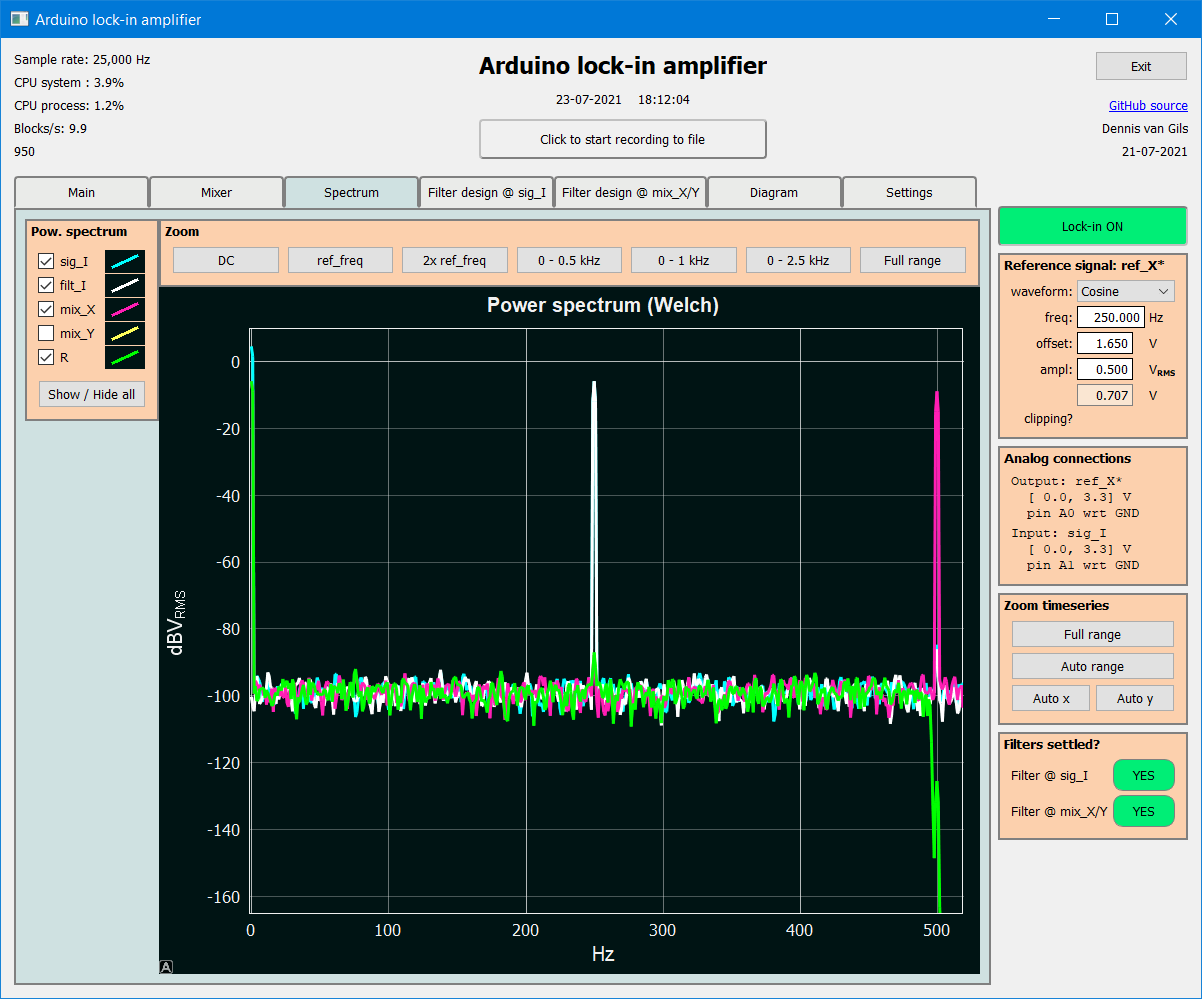 Arduino lock-in amplifier
Sample rate: 25,000 Hz
CPU system : 3.9%
CPU process: 1.2%
Blocks/s: 9.9
950
Arduino lock-in amplifier
23-07-2021 18:12:04
Click to start recording to file
Exit
GitHub source
Dennis van Gils
21-07-2021
Main Mixer Spectrum Filter design @ sig_I Filter design @ mix_X/Y Diagram Settings
Pow. spectrum
sig_I
filt_I
mix_X
mix_Y
R
Show / Hide all
Zoom
DC ref_freq 2x ref_freq 0 - 0.5 kHz 0 - 1 kHz 0 - 2.5 kHz Full range
Power spectrum (Welch)
0
-20
-40
-60
-80
-100
-120
-140
-160
dBVRMS
0 100 200 300 400 500
Hz
A
Lock-in ON
Reference signal: ref_X*
waveform: Cosine
freq: 250.000 Hz
offset: 1.650 V
ampl: 0.500 VRMS
0.707 V
clipping?
Analog connections
Output: ref_X*
[ 0.0, 3.3] V
pin A0 wrt GND
Input: sig_I
[ 0.0, 3.3] V
pin A1 wrt GND
Zoom timeseries
Full range
Auto range
Auto x Auto y
Filters settled?
Filter @ sig_I YES
Filter @ mix_X/Y YES